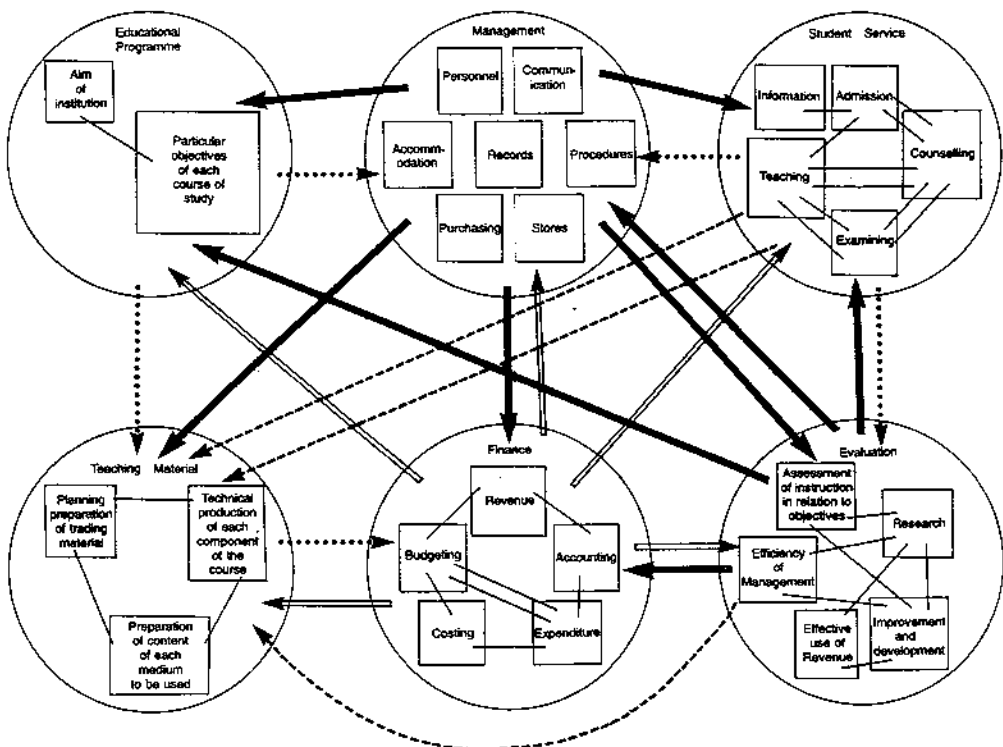 Educational
Programme
Aim
of
institution
Particular
objectives
of each
course of
study
Management
Personnel
Commun-
ication
Accomm-
odation
Records
Procedures
Purchasing
Stores
Student Service
Information
Admission
Counselling
Teaching
Examining
Teaching Material
Planning
preparation
of trading
material
Technical
production
of each
component
of the
course
Preparation
of content
of each
medium
to be used
Finance
Revenue
Budgeting
Accounting
Costing
Expenditure
Evaluation
Assessment
of instruction
in relation to
objectives
Research
Efficiency
of
Management
Effective
use of
Revenue
Improvement
and
development